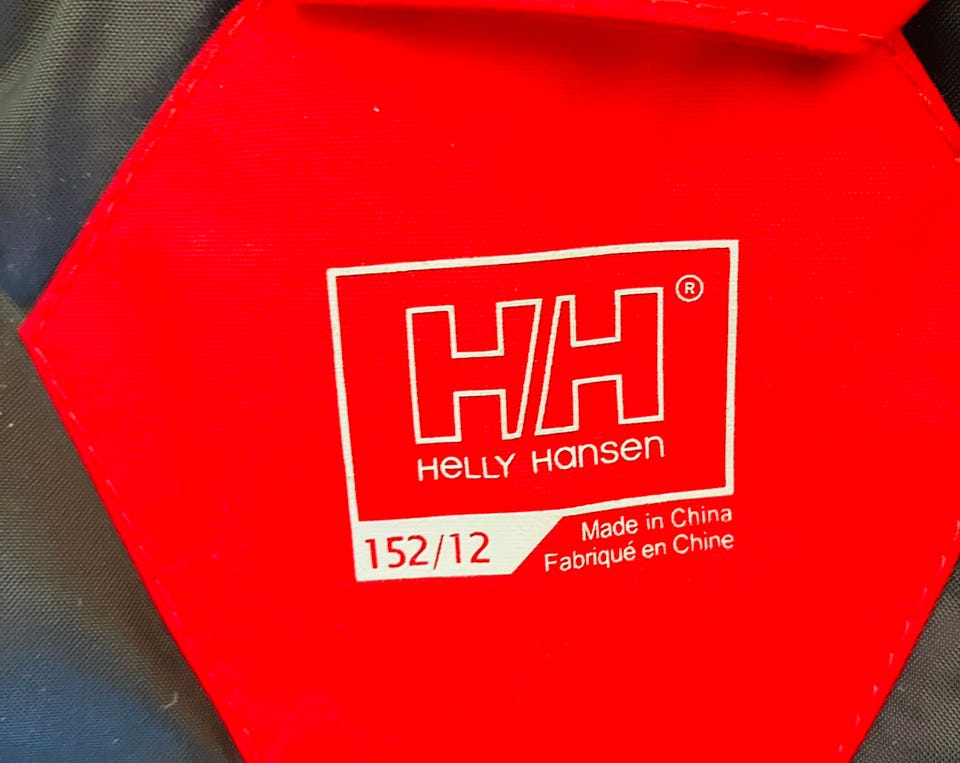 HH®
HeLLY Hansen
152/12
Made in China
Fabriqué en Chine